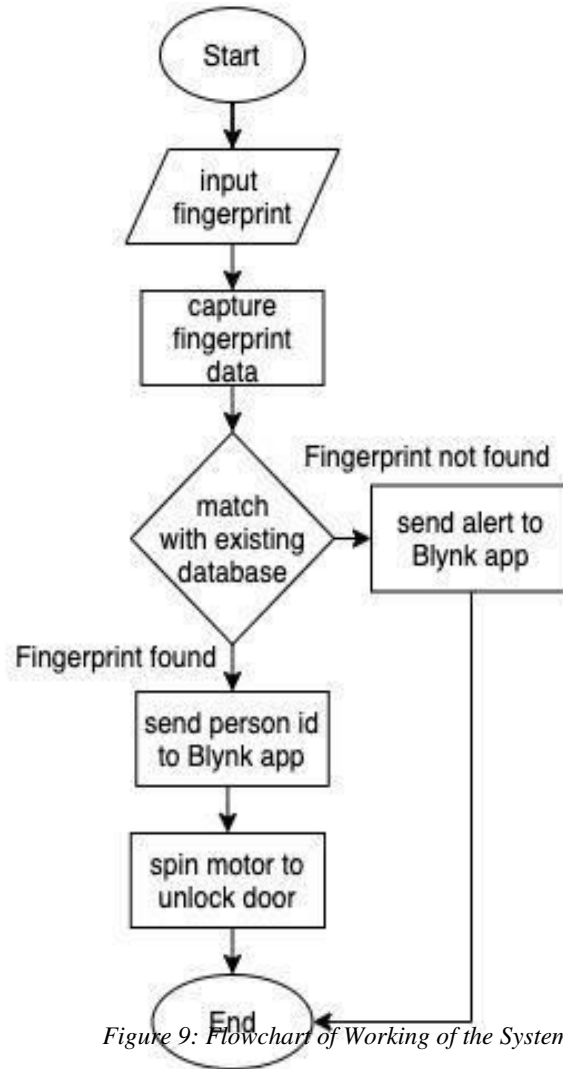 Start
input
fingerprint
capture
fingerprint
data
match
with existing
database
Fingerprint not found
send alert to
Blynk app
Fingerprint found
send person id
to Blynk app
spin motor to
unlock door
End
Figure 9: Flowchart of Working of the System